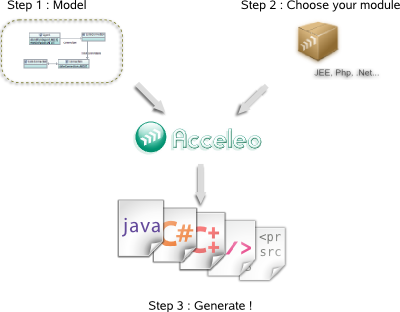 Step 1 : Model
Step 2 : Choose your module
JEE, Php, .Net...
Acceleo
java
C#
C++
/>
<pr
src
Step 3 : Generate !